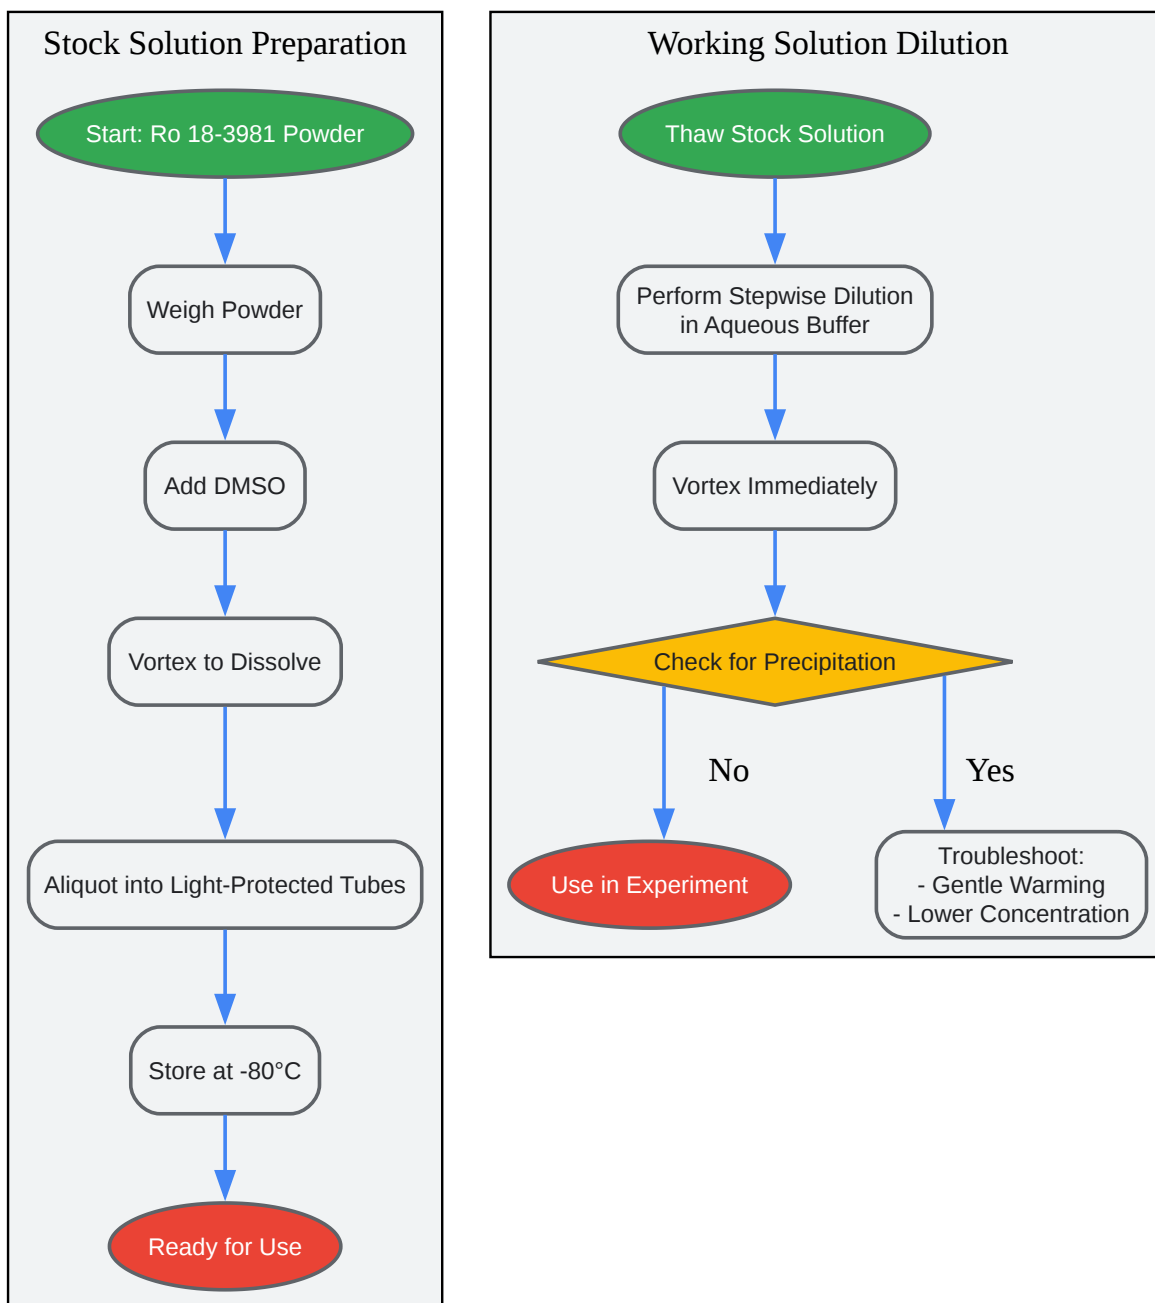 Stock Solution Preparation
Start: Ro 18-3981 Powder
Weigh Powder
Add DMSO
Vortex to Dissolve
Aliquot into Light-Protected Tubes
Store at -80°C
Ready for Use
Working Solution Dilution
Thaw Stock Solution
Perform Stepwise Dilution
in Aqueous Buffer
Vortex Immediately
Check for Precipitation
No
Yes
Use in Experiment
Troubleshoot:
- Gentle Warming
- Lower Concentration